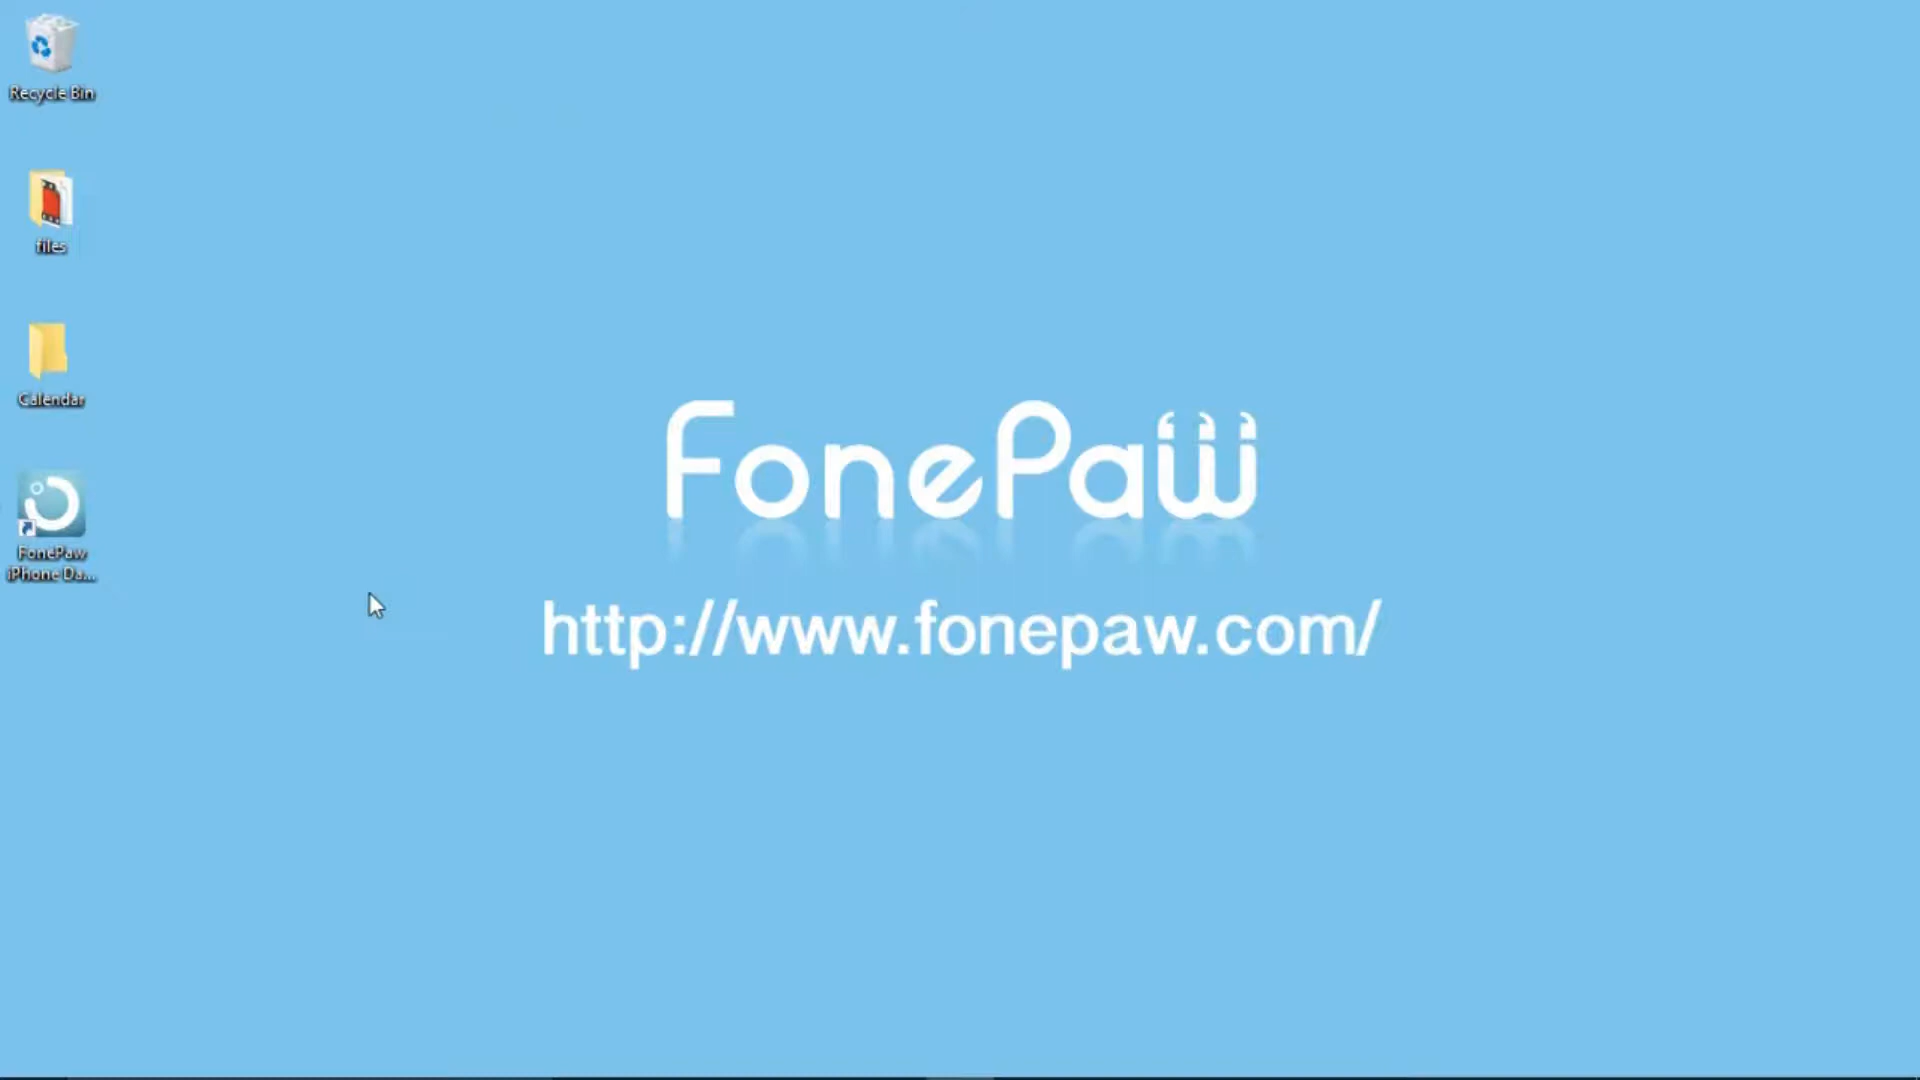 Recycle Bin
files
Calendar
FonePaw
iPhone Da...
FonePaw
http://www.fonepaw.com/